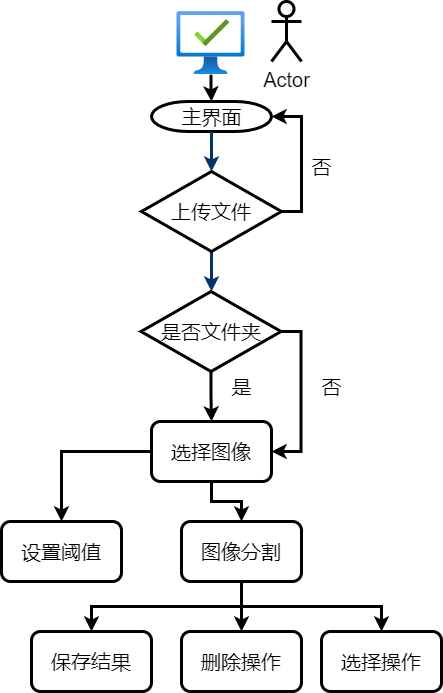 Actor
主界面
否
上传文件
是否文件夹
是
否
选择图像
设置阈值
图像分割
保存结果
删除操作
选择操作